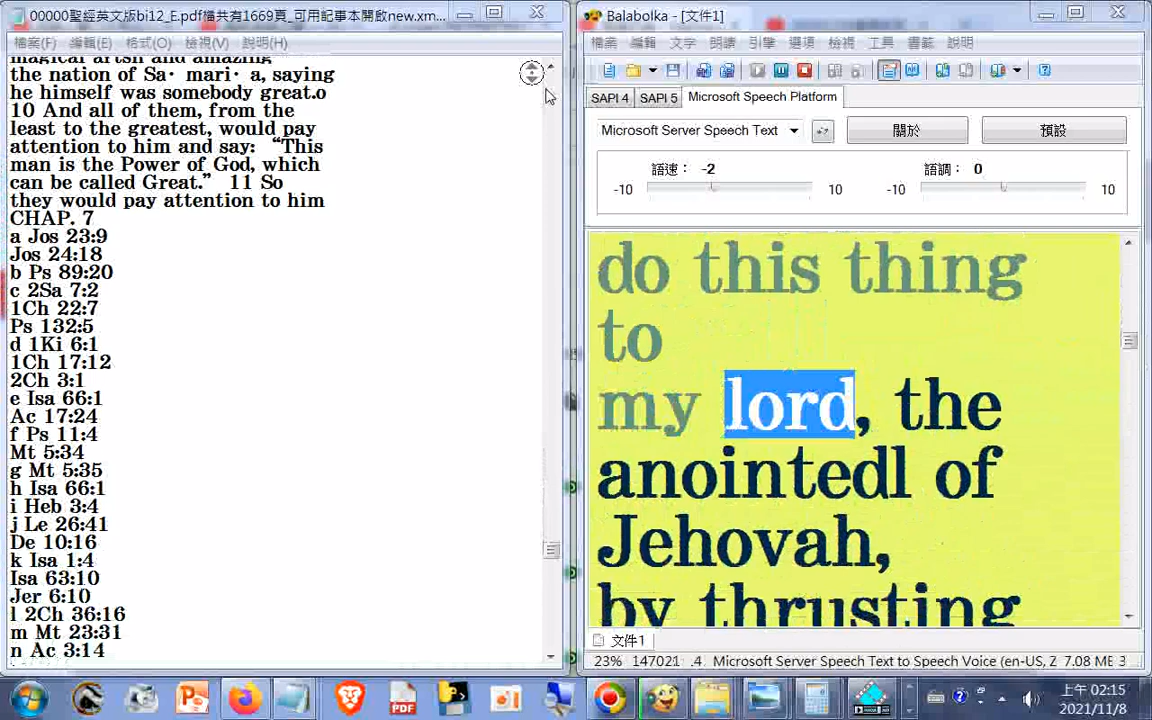 00000聖經英文版bi12_E.pdf檔共有1669頁_可用記事本開啟new.xm...
檔案(F) 編輯(E) 格式(O) 檢視(V) 說明(H)
magical artsn and amazing
the nation of Sa· mari· a, saying
he himself was somebody great.o
10 And all of them, from the
least to the greatest, would pay
attention to him and say: “This
man is the Power of God, which
can be called Great.” 11 So
they would pay attention to him
CHAP. 7
a Jos 23:9
Jos 24:18
b Ps 89:20
c 2Sa 7:2
1Ch 22:7
Ps 132:5
d 1Ki 6:1
1Ch 17:12
2Ch 3:1
e Isa 66:1
Ac 17:24
f Ps 11:4
Mt 5:34
g Mt 5:35
h Isa 66:1
i Heb 3:4
j Le 26:41
De 10:16
k Isa 1:4
Isa 63:10
Jer 6:10
l 2Ch 36:16
m Mt 23:31
n Ac 3:14
Balabolka - [文件1]
檔案 編輯 文字 朗讀 引擎 選項 檢視 工具 書籤 說明
SAPI 4 SAPI 5 Microsoft Speech Platform
Microsoft Server Speech Text 關於 預設
語速： -2 語調： 0
-10 10 -10 10
do this thing
to
my lord, the
anointedl of
Jehovah,
by thrusting
文件1
23% 147021 .4 Microsoft Server Speech Text to Speech Voice (en-US, Z 7.08 MB 3
上午 02:15
2021/11/8